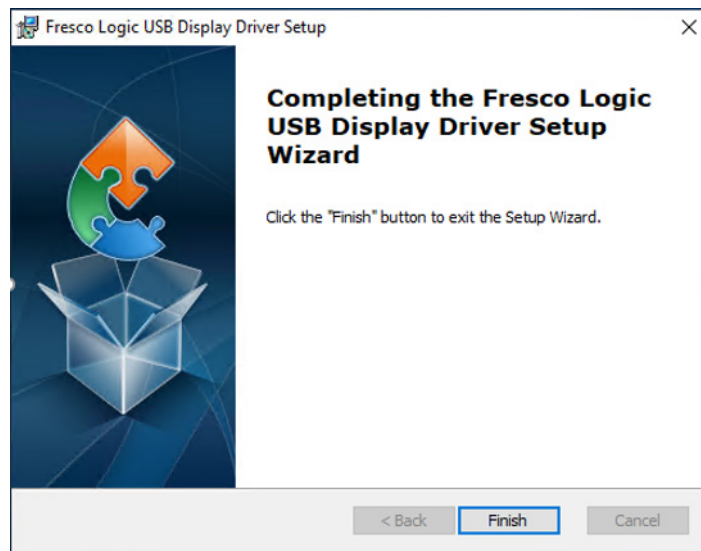 Fresco Logic USB Display Driver Setup
Completing the Fresco Logic
USB Display Driver Setup
Wizard
Click the "Finish" button to exit the Setup Wizard.
< Back
Finish
Cancel